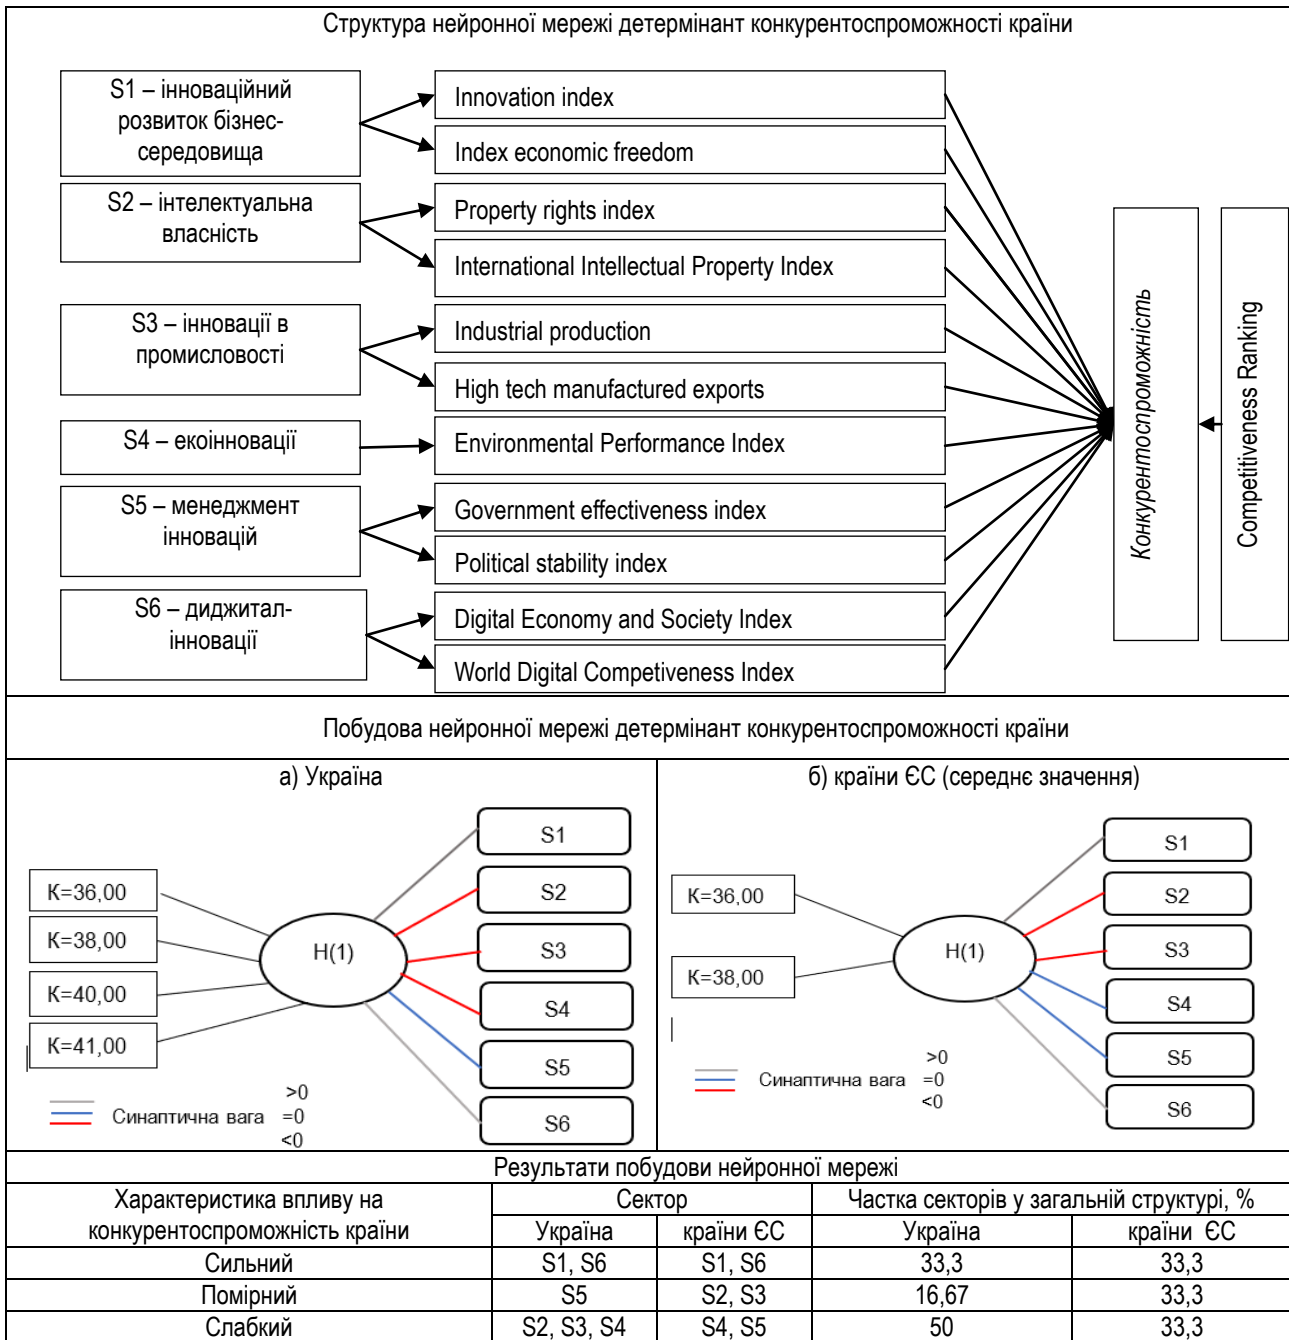 Структура нейронної мережі детермінант конкурентоспроможності країни
S1 – інноваційний
розвиток бізнес-
середовища
S2 – інтелектуальна
власність
S3 – інновації в
промисловості
S4 – екоінновації
S5 – менеджмент
інновацій
S6 – диджитал-
інновації
Innovation index
Index economic freedom
Property rights index
International Intellectual Property Index
Industrial production
High tech manufactured exports
Environmental Performance Index
Government effectiveness index
Political stability index
Digital Economy and Society Index
World Digital Competiveness Index
Конкурентоспроможність
Competitiveness Ranking
Побудова нейронної мережі детермінант конкурентоспроможності країни
а) Україна
К=36,00
К=38,00
К=40,00
К=41,00
H(1)
S1
S2
S3
S4
S5
S6
Синаптична вага
>0
=0
<0
б) країни ЄС (середнє значення)
К=36,00
К=38,00
H(1)
S1
S2
S3
S4
S5
S6
Синаптична вага
>0
=0
<0
Результати побудови нейронної мережі
Характеристика впливу на
конкурентоспроможність країни
Сектор
Частка секторів у загальній структурі, %
Україна країни ЄС Україна країни ЄС
Сильний S1, S6 S1, S6 33,3 33,3
Помірний S5 S2, S3 16,67 33,3
Слабкий S2, S3, S4 S4, S5 50 33,3